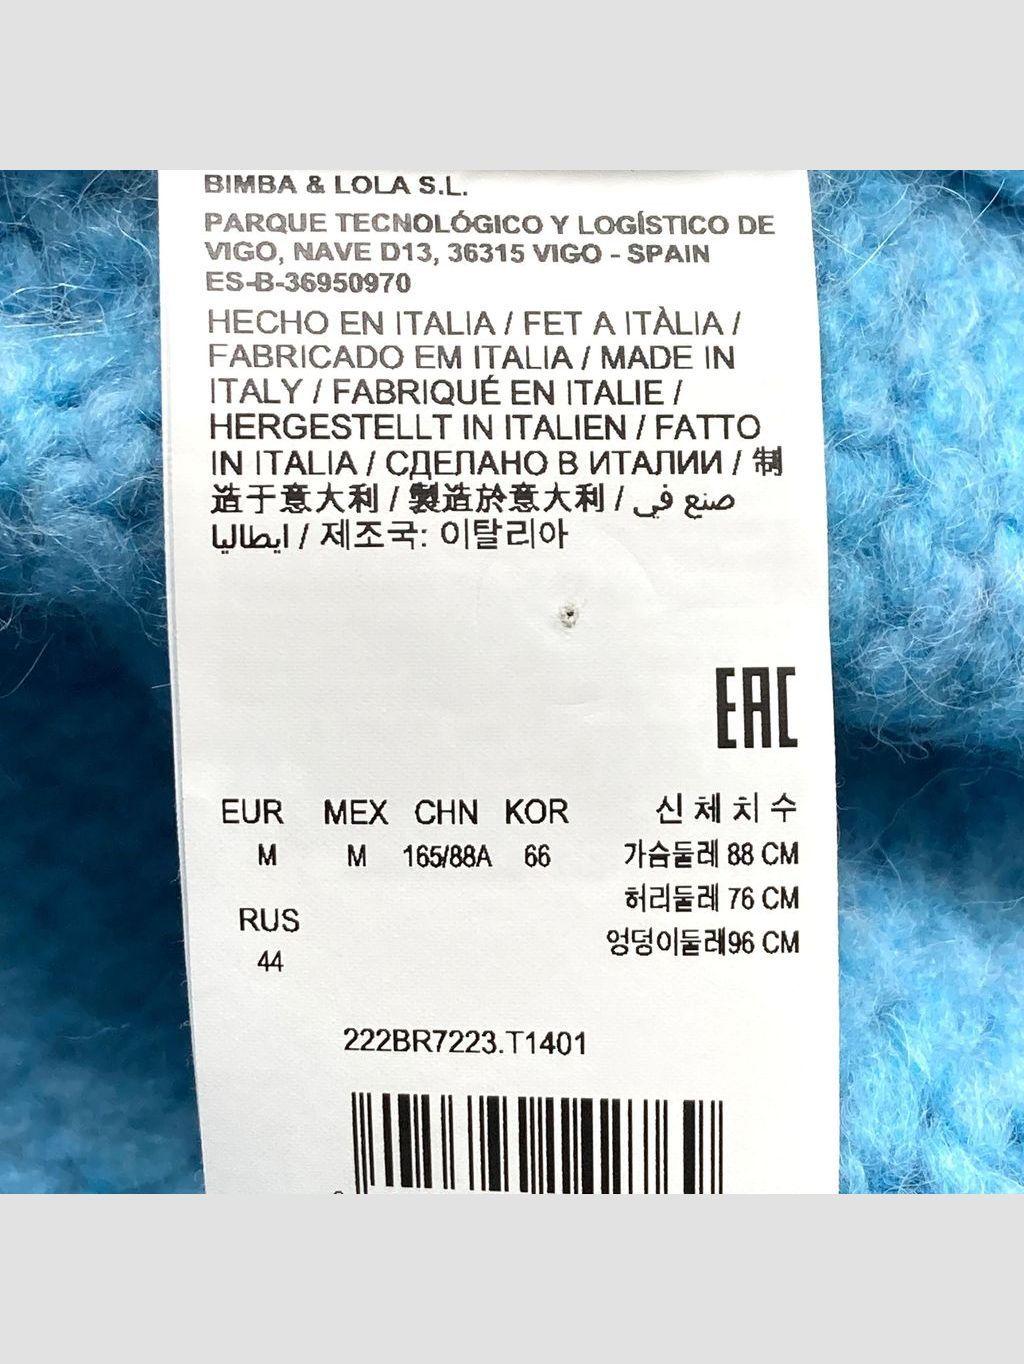 BIMBA & LOLA S.L.
PARQUE TECNOLÓGICO Y LOGÍSTICO DE
VIGO, NAVE D13, 36315 VIGO - SPAIN
ES-B-36950970
HECHO EN ITALIA / FET A ITÀLIA /
FABRICADO EM ITALIA / MADE IN
ITALY / FABRIQUÉ EN ITALIE /
HERGESTELLT IN ITALIEN / FATTO
IN ITALIA / СДЕЛАНО В ИТАЛИИ / 制
造于意大利 / 製造於意大利 / صنع في
ايطاليا / 제조국: 이탈리아
EAC
EUR MEX CHN KOR 신체치수
M M 165/88A 66 가슴둘레 88 CM
허리둘레 76 CM
RUS
엉덩이둘레96 CM
44
222BR7223.T1401